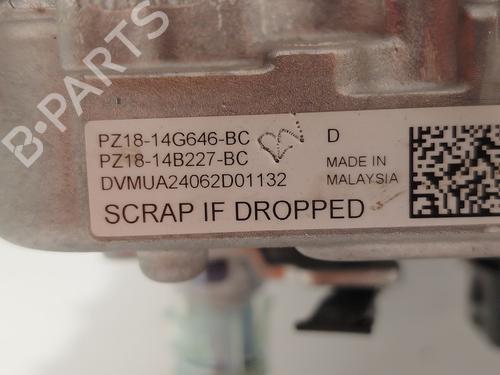 B-PARTS
PZ18-14G646-BC D
PZ18-14B227-BC MADE IN
DVMUA24062D01132 MALAYSIA
SCRAP IF DROPPED